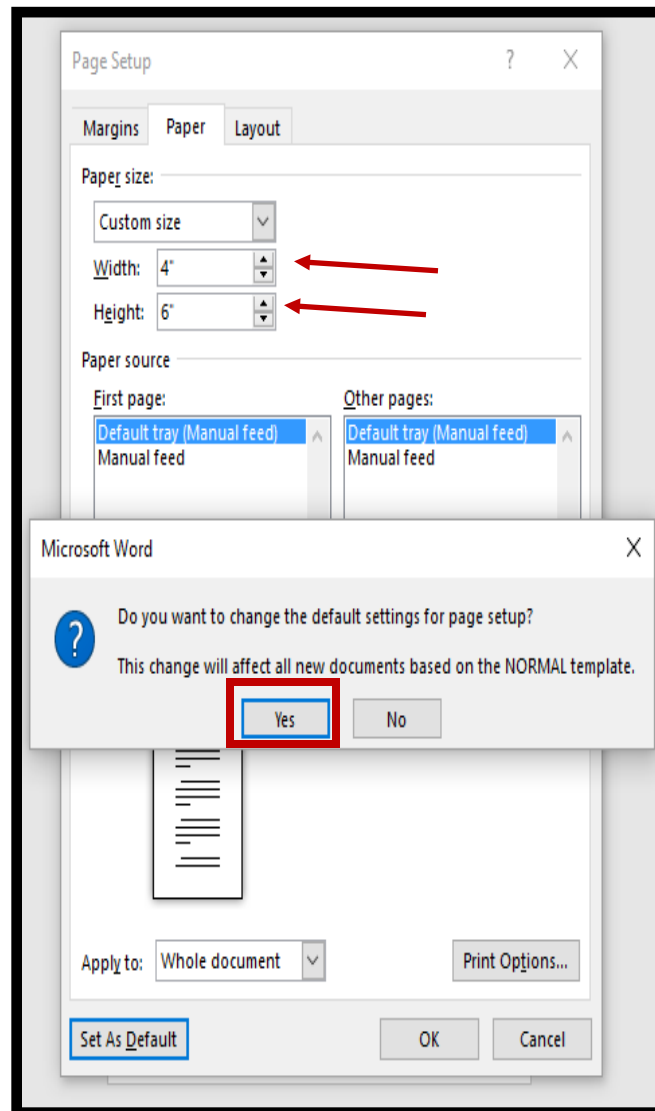 Page Setup ? X
Margins Paper Layout
Paper size:
Custom size
Width: 4"
Height: 6"
Paper source
First page: Other pages:
Default tray (Manual feed) Default tray (Manual feed)
Manual feed Manual feed
Microsoft Word X
Do you want to change the default settings for page setup?
This change will affect all new documents based on the NORMAL template.
Yes No
Apply to: Whole document Print Options...
Set As Default OK Cancel